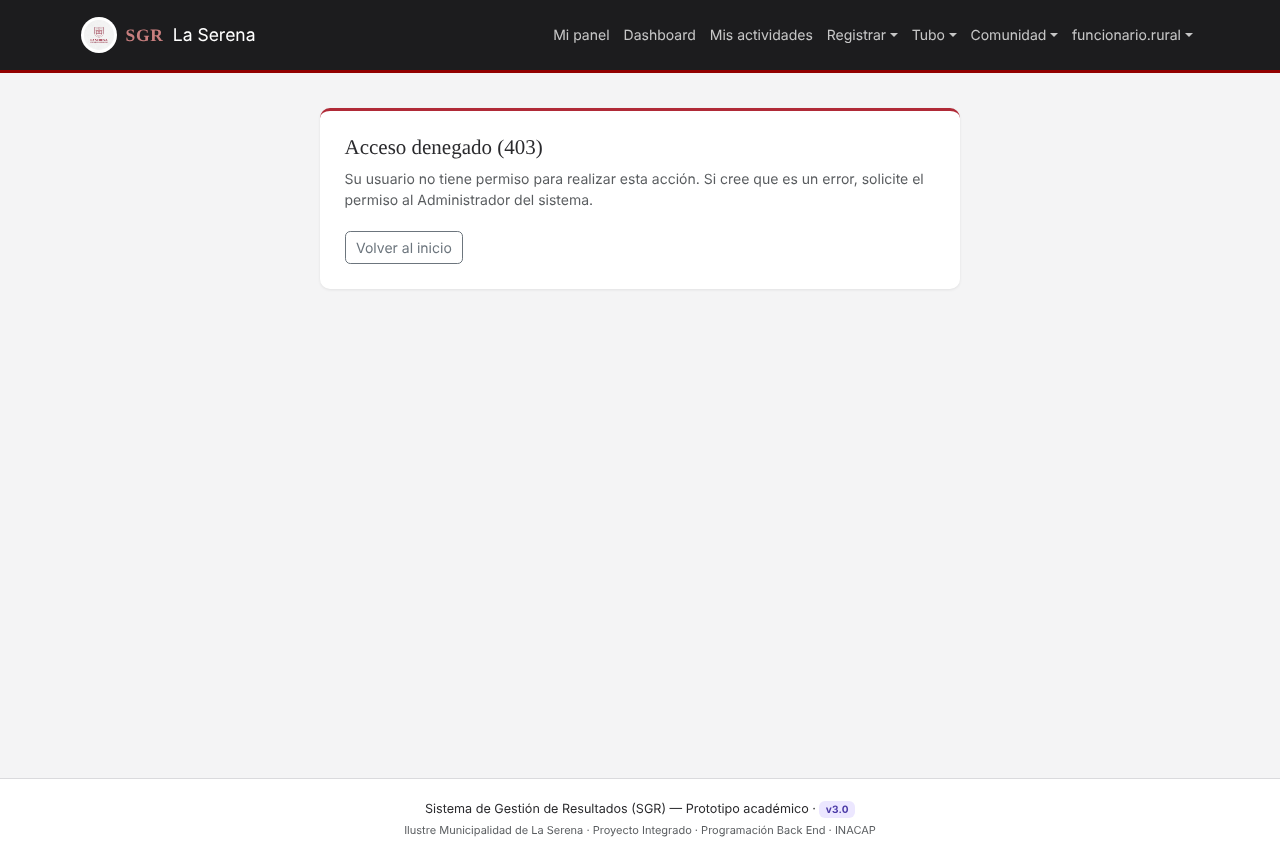 SGR La Serena
Mi panel Dashboard Mis actividades Registrar Tubo Comunidad funcionario.rural
Acceso denegado (403)
Su usuario no tiene permiso para realizar esta acción. Si cree que es un error, solicite el
permiso al Administrador del sistema.
Volver al inicio
Sistema de Gestión de Resultados (SGR) — Prototipo académico · v3.0
Ilustre Municipalidad de La Serena · Proyecto Integrado · Programación Back End · INACAP